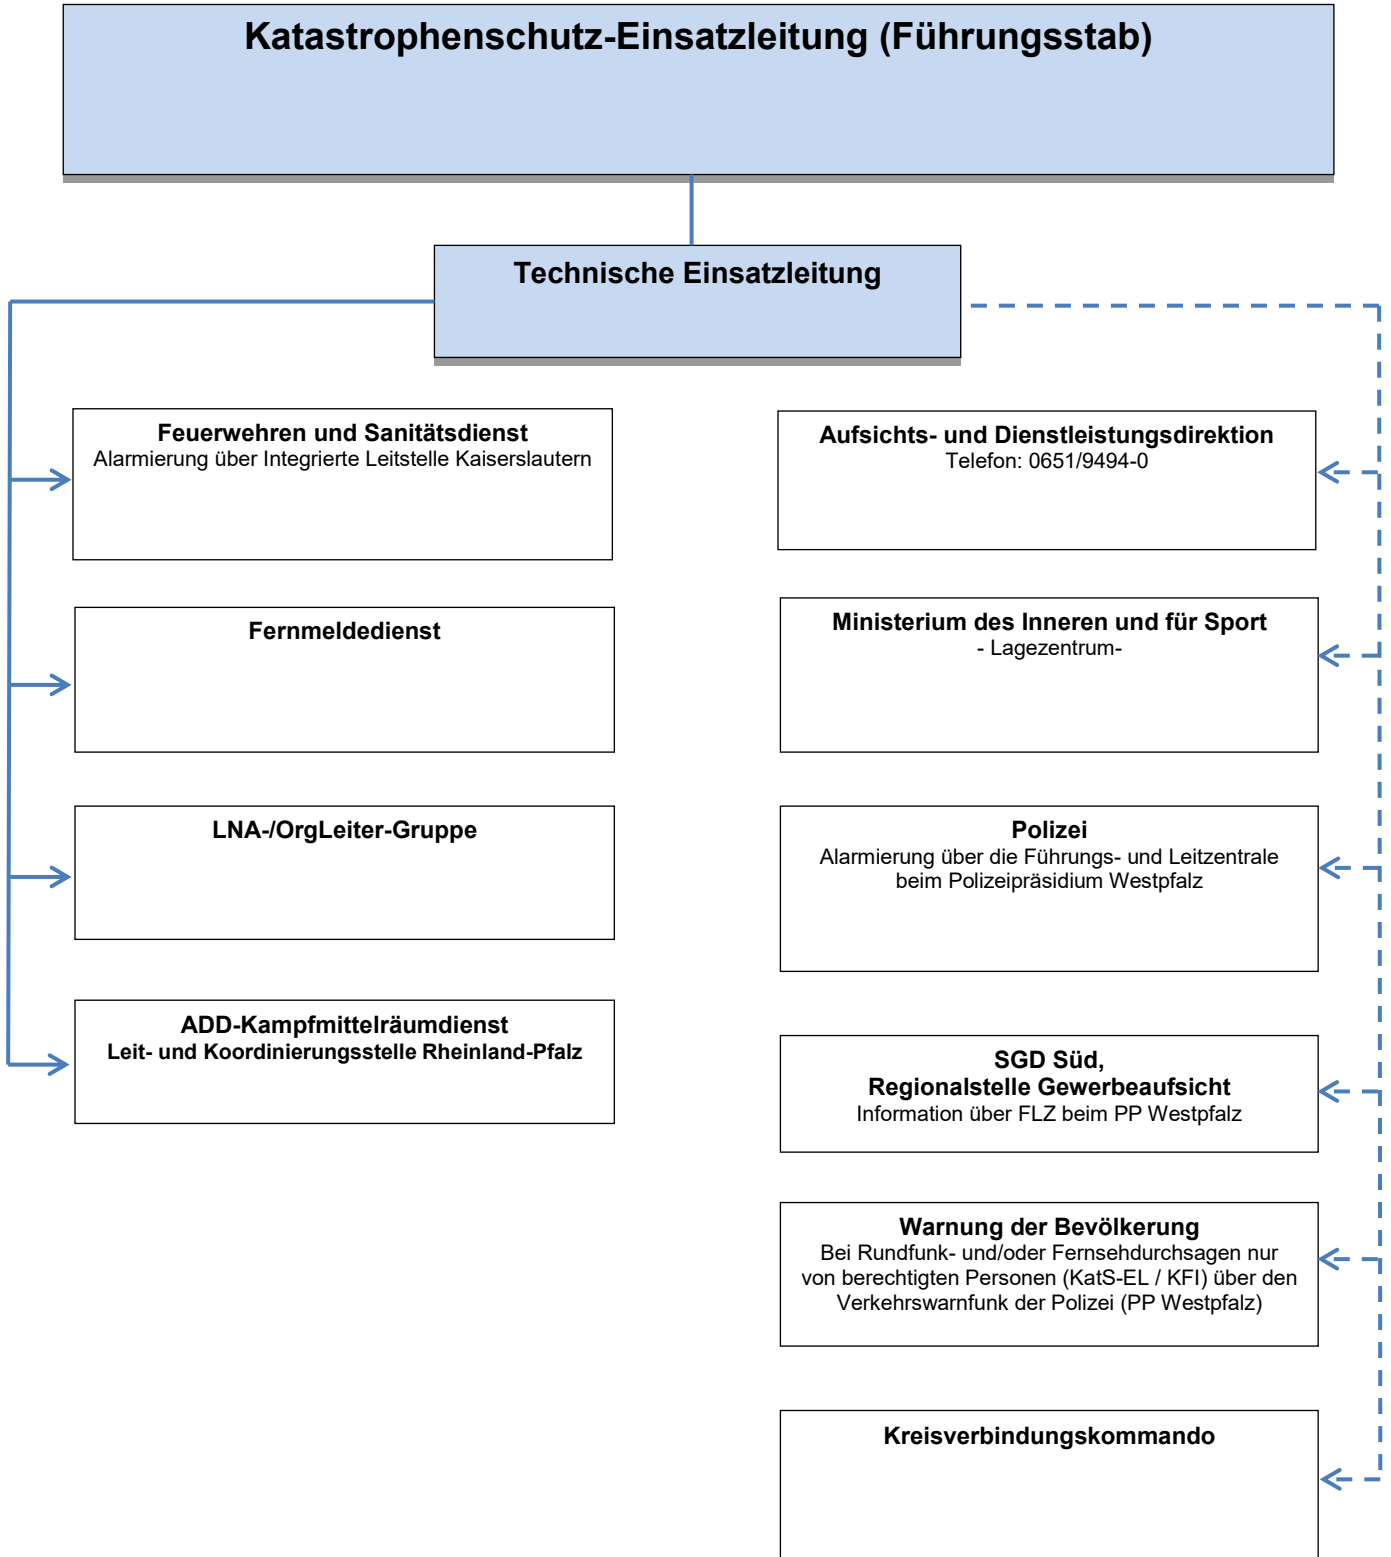 Katastrophenschutz-Einsatzleitung (Führungsstab)
Technische Einsatzleitung
Feuerwehren und Sanitätsdienst
Alarmierung über Integrierte Leitstelle Kaiserslautern
Fernmeldedienst
LNA-/OrgLeiter-Gruppe
ADD-Kampfmittelräumdienst
Leit- und Koordinierungsstelle Rheinland-Pfalz
Aufsichts- und Dienstleistungsdirektion
Telefon: 0651/9494-0
Ministerium des Inneren und für Sport
- Lagezentrum-
Polizei
Alarmierung über die Führungs- und Leitzentrale
beim Polizeipräsidium Westpfalz
SGD Süd,
Regionalstelle Gewerbeaufsicht
Information über FLZ beim PP Westpfalz
Warnung der Bevölkerung
Bei Rundfunk- und/oder Fernsehdurchsagen nur
von berechtigten Personen (KatS-EL / KFI) über den
Verkehrswarnfunk der Polizei (PP Westpfalz)
Kreisverbindungskommando